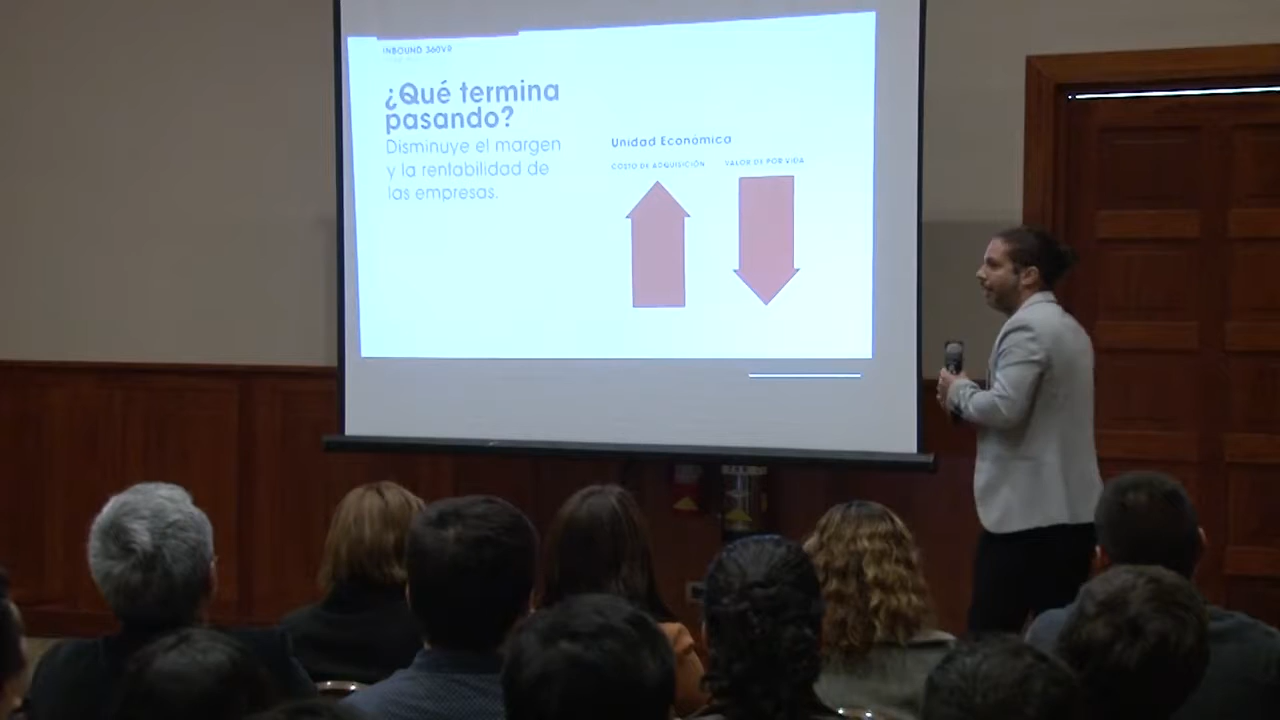 INBOUND 360VR
¿Qué termina
pasando?
Disminuye el margen
y la rentabilidad de
las empresas.
Unidad Económica
COSTO DE ADQUISICIÓN
VALOR DE POR VIDA